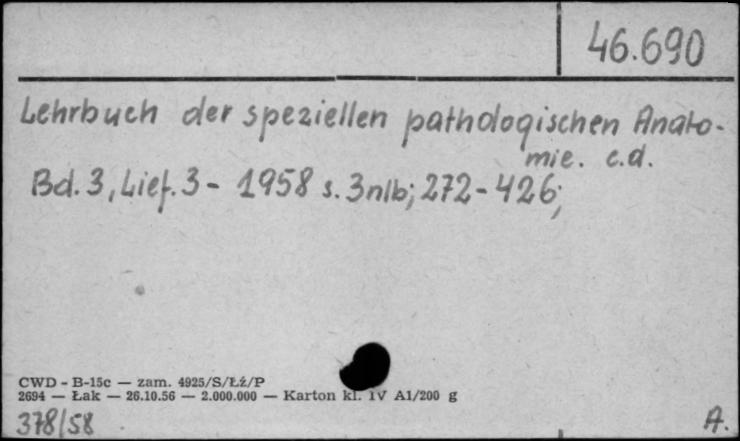 46.690
Lehrbuch der speziellen pathologischen Anato-
mie. c.d.
Bd. 3, Lief. 3 - 1958 s. 3nlb; 272-426;
CWD - B-15c — zam. 4925/S/Łż/P
2694 — Łak — 26.10.56 — 2.000.000 — Karton kl. IV A1/200 g
378/58
A.